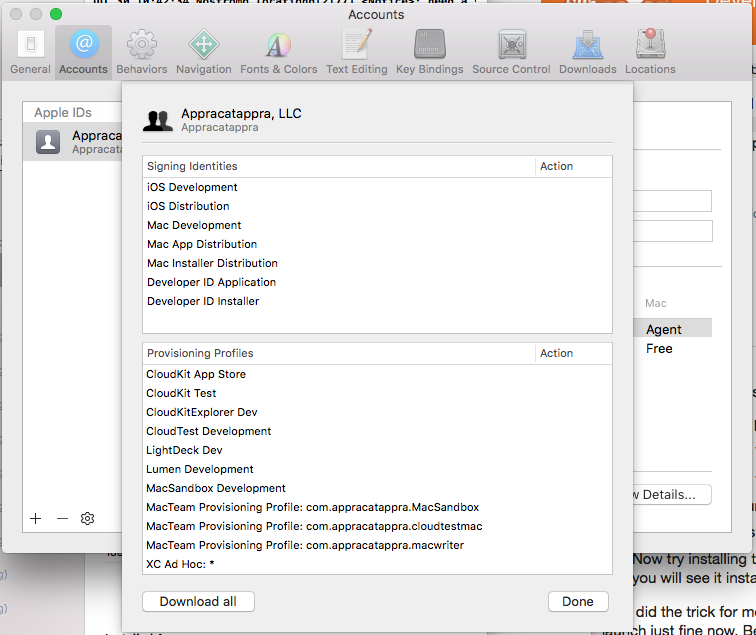 Accounts
General
Accounts
Behaviors
Navigation
Fonts & Colors
Text Editing
Key Bindings
Source Control
Downloads
Locations
Apple IDs
Appraca
Appracata
Appracatappra, LLC
Appracatappra
Signing Identities Action
iOS Development
iOS Distribution
Mac Development
Mac App Distribution
Mac Installer Distribution
Developer ID Application
Developer ID Installer
Provisioning Profiles Action
CloudKit App Store
CloudKit Test
CloudKitExplorer Dev
CloudTest Development
LightDeck Dev
Lumen Development
MacSandbox Development
MacTeam Provisioning Profile: com.appracatappra.MacSandbox
MacTeam Provisioning Profile: com.appracatappra.cloudtestmac
MacTeam Provisioning Profile: com.appracatappra.macwriter
XC Ad Hoc: *
Download all
Done
Mac
Agent
Free
w Details...
Now try installing t
you will see it insta
did the trick for m
launch just fine now. Be